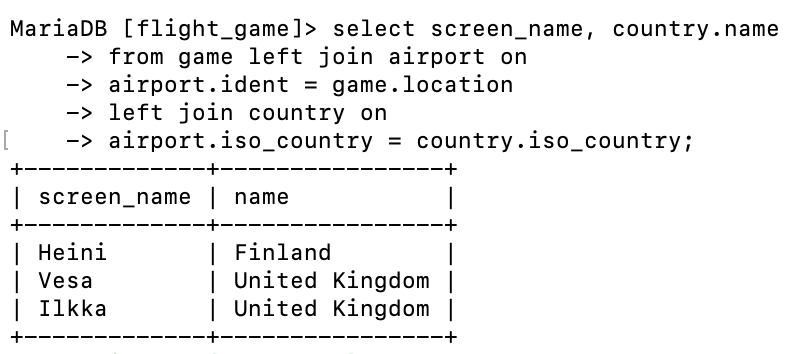 MariaDB [flight_game]> select screen_name, country.name
    -> from game left join airport on
    -> airport.ident = game.location
    -> left join country on
[    -> airport.iso_country = country.iso_country;
+-------------+----------------+
| screen_name | name           |
+-------------+----------------+
| Heini       | Finland        |
| Vesa        | United Kingdom |
| Ilkka       | United Kingdom |
+-------------+----------------+